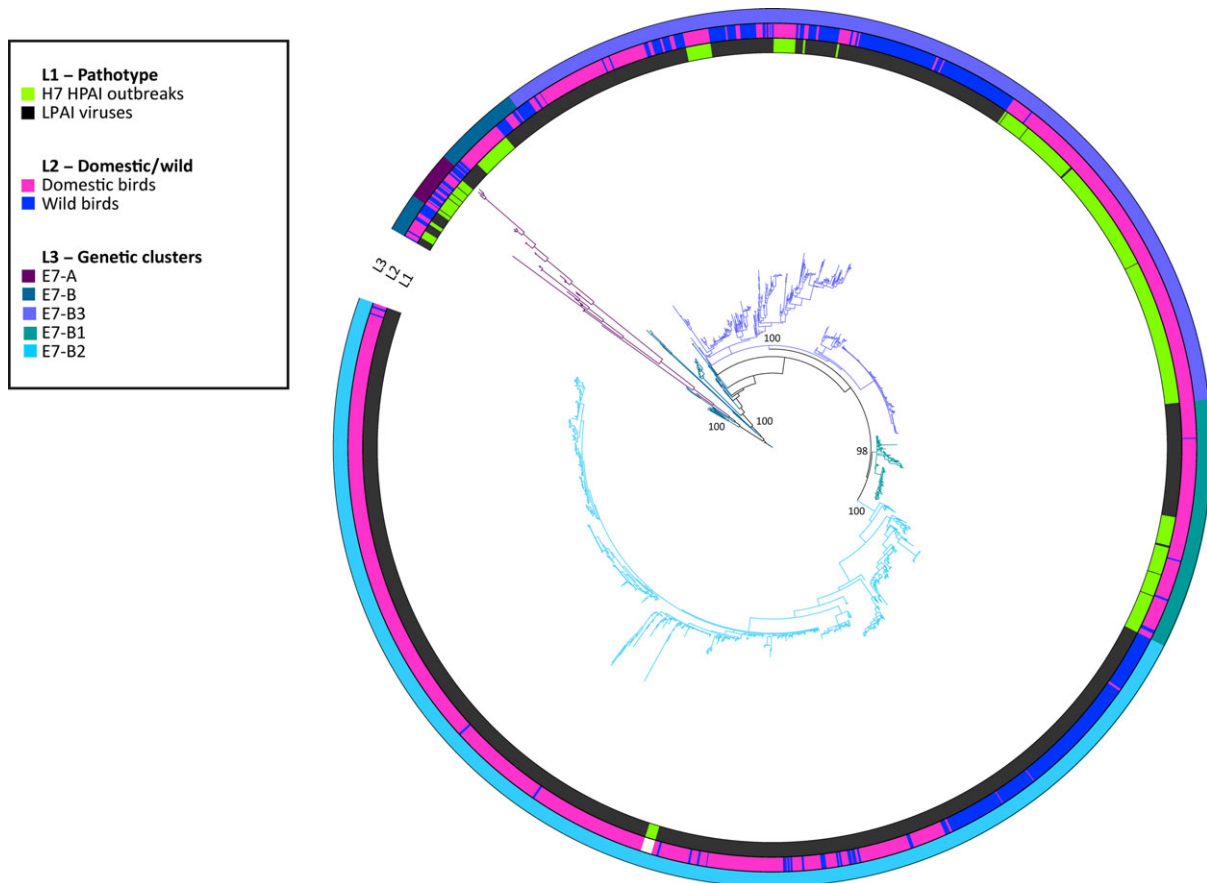 L1 – Pathotype
H7 HPAI outbreaks
LPAI viruses
L2 – Domestic/wild
Domestic birds
Wild birds
L3 – Genetic clusters
E7-A
E7-B
E7-B3
E7-B1
E7-B2
L3
L2
L1
100
100
100
98
100